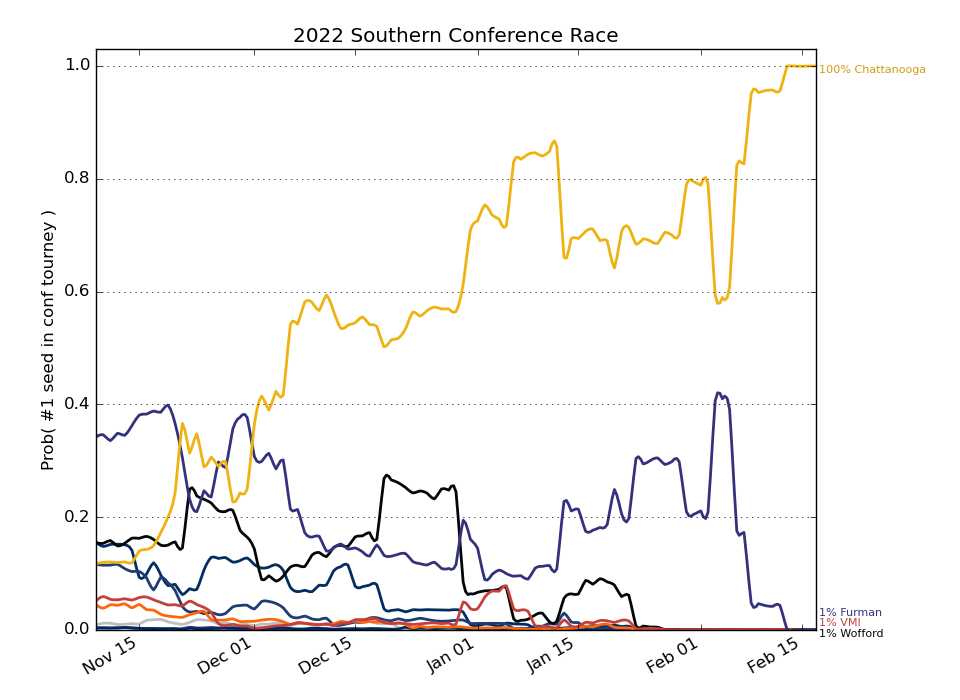 2022 Southern Conference Race
Prob( #1 seed in conf tourney )
1.0
0.8
0.6
0.4
0.2
0.0
100% Chattanooga
1% Furman
1% VMI
1% Wofford
Nov 15
Dec 01
Dec 15
Jan 01
Jan 15
Feb 01
Feb 15